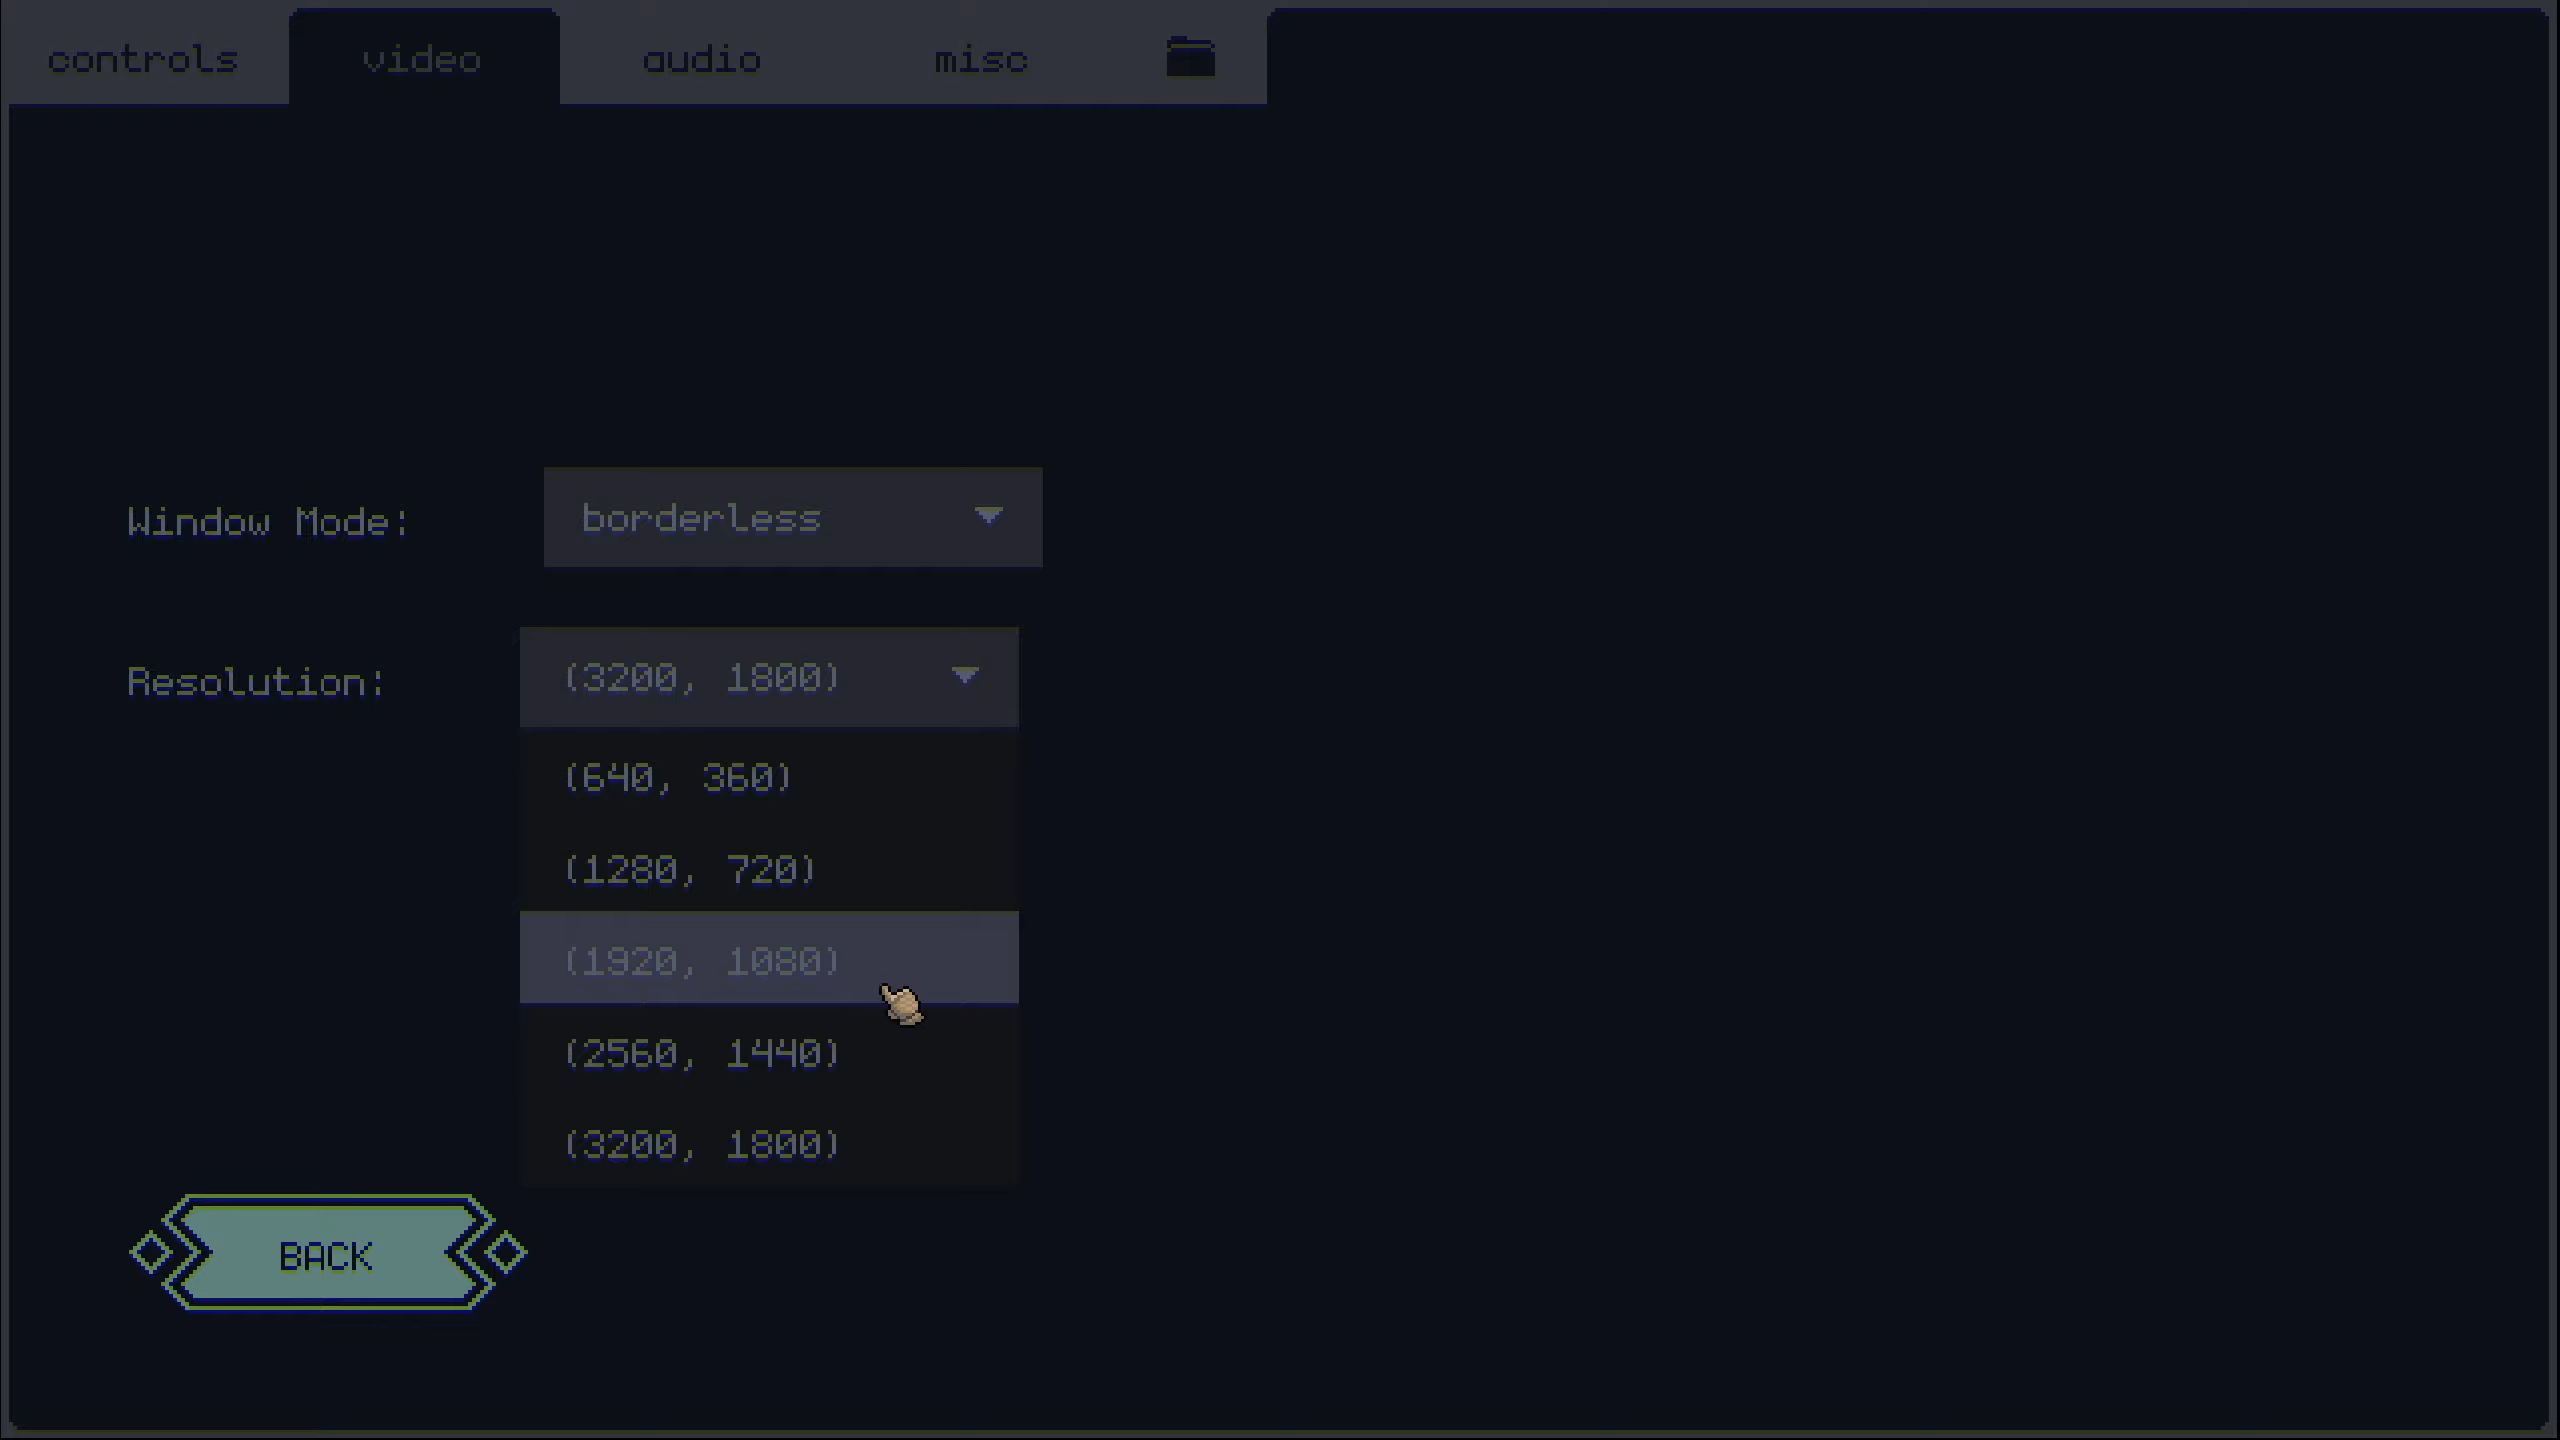 controls video audio misc
Window Mode: borderless
Resolution: (3200, 1800)
(640, 360)
(1280, 720)
(1920, 1080)
(2560, 1440)
(3200, 1800)
BACK